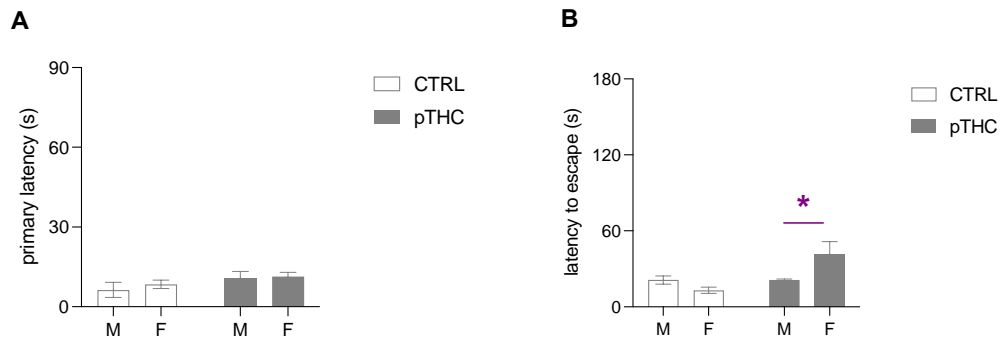 A
primary latency (s)
90
60
30
0
M F M F
CTRL
pTHC
B
latency to escape (s)
180
120
60
0
*
M F M F
CTRL
pTHC